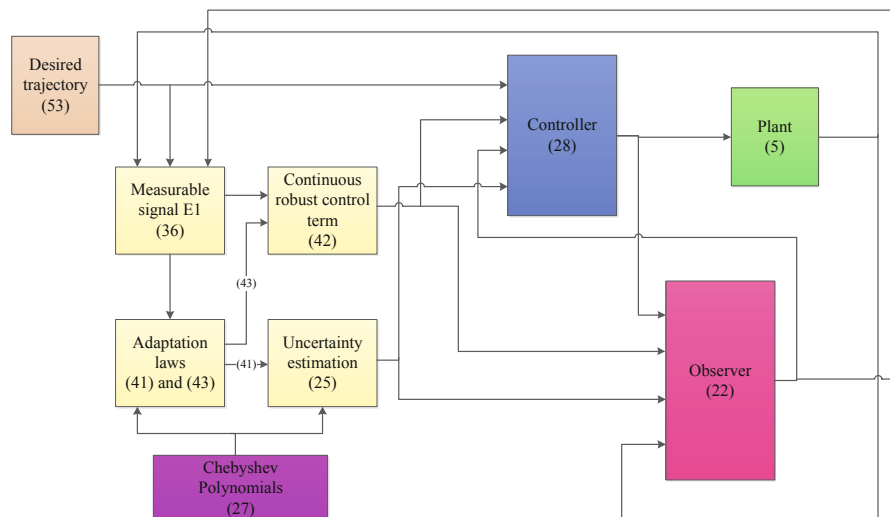 Desired
trajectory
(53)
Controller
(28)
Plant
(5)
Measurable
signal E1
(36)
Continuous
robust control
term
(42)
(43)
Adaptation
laws
(41) and (43)
(41)
Uncertainty
estimation
(25)
Observer
(22)
Chebyshev
Polynomials
(27)